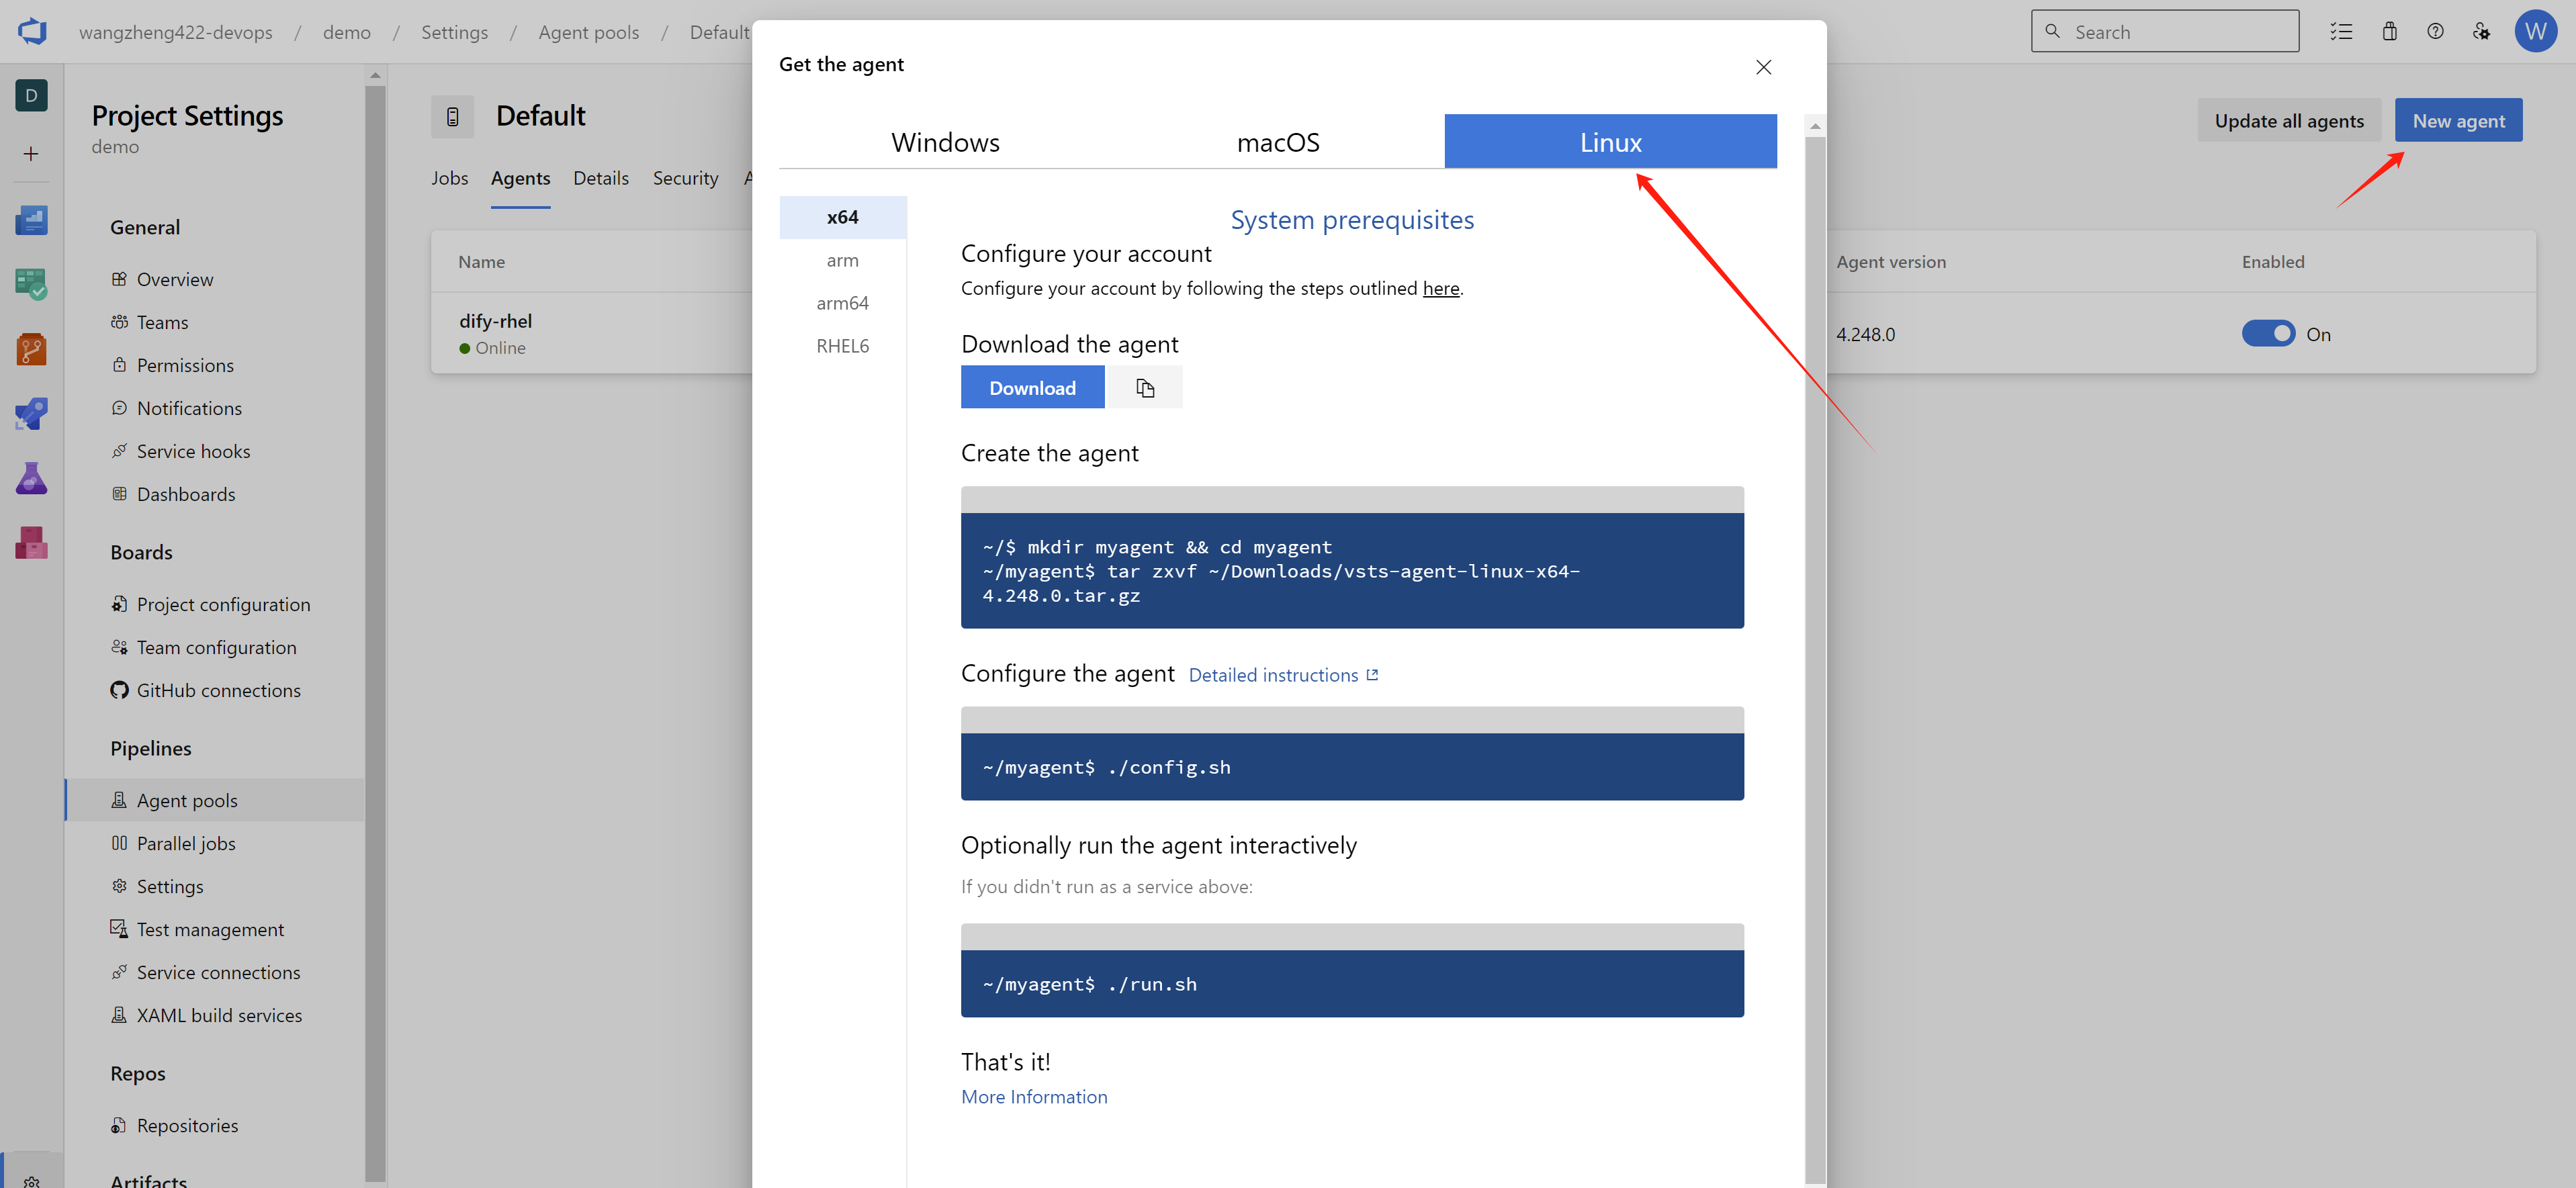 wangzheng422-devops / demo / Settings / Agent pools / Default
Search
W
D
Project Settings
demo
General
Overview
Teams
Permissions
Notifications
Service hooks
Dashboards
Boards
Project configuration
Team configuration
GitHub connections
Pipelines
Agent pools
Parallel jobs
Settings
Test management
Service connections
XAML build services
Repos
Repositories
Artifacts
Default
Update all agents
New agent
Jobs
Agents
Details
Security
Name
Agent version
Enabled
dify-rhel
Online
4.248.0
On
Get the agent
Windows
macOS
Linux
x64
arm
arm64
RHEL6
System prerequisites
Configure your account
Configure your account by following the steps outlined here.
Download the agent
Download
Create the agent
~/$ mkdir myagent && cd myagent
~/myagent$ tar zxvf ~/Downloads/vsts-agent-linux-x64-
4.248.0.tar.gz
Configure the agent Detailed instructions
~/myagent$ ./config.sh
Optionally run the agent interactively
If you didn't run as a service above:
~/myagent$ ./run.sh
That's it!
More Information